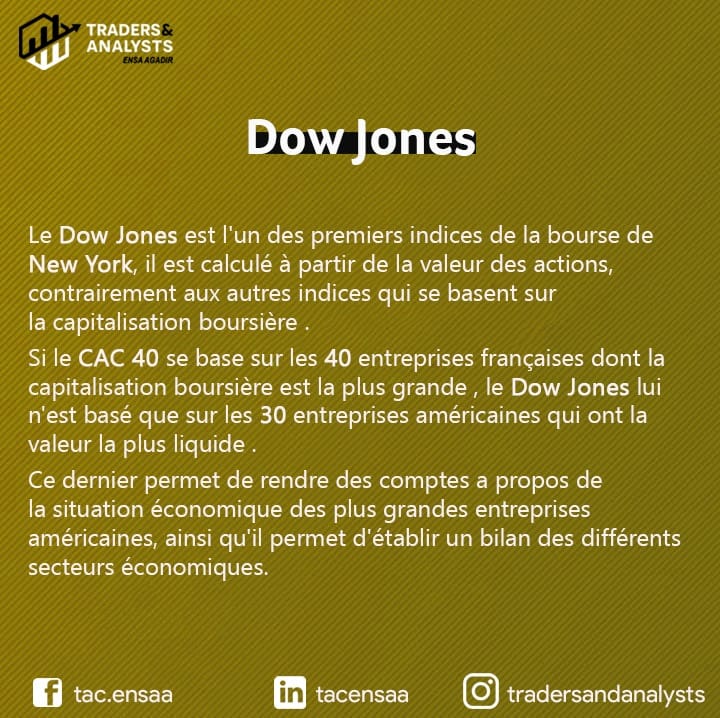 TRADERS&
ANALYSTS
ENSA AGADIR
Dow Jones
Le Dow Jones est l'un des premiers indices de la bourse de
New York, il est calculé à partir de la valeur des actions,
contrairement aux autres indices qui se basent sur
la capitalisation boursière .
Si le CAC 40 se base sur les 40 entreprises françaises dont la
capitalisation boursière est la plus grande , le Dow Jones lui
n'est basé que sur les 30 entreprises américaines qui ont la
valeur la plus liquide .
Ce dernier permet de rendre des comptes a propos de
la situation économique des plus grandes entreprises
américaines, ainsi qu'il permet d'établir un bilan des différents
secteurs économiques.
tac.ensaa
tacensaa
tradersandanalysts